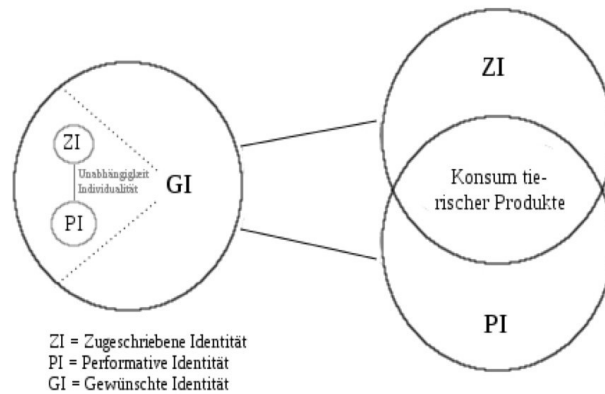 ZI
Unabhängigkeit
Individualität
PI
GI
ZI
Konsum tie-
rischer Produkte
PI
ZI = Zugeschriebene Identität
PI = Performative Identität
GI = Gewünschte Identität